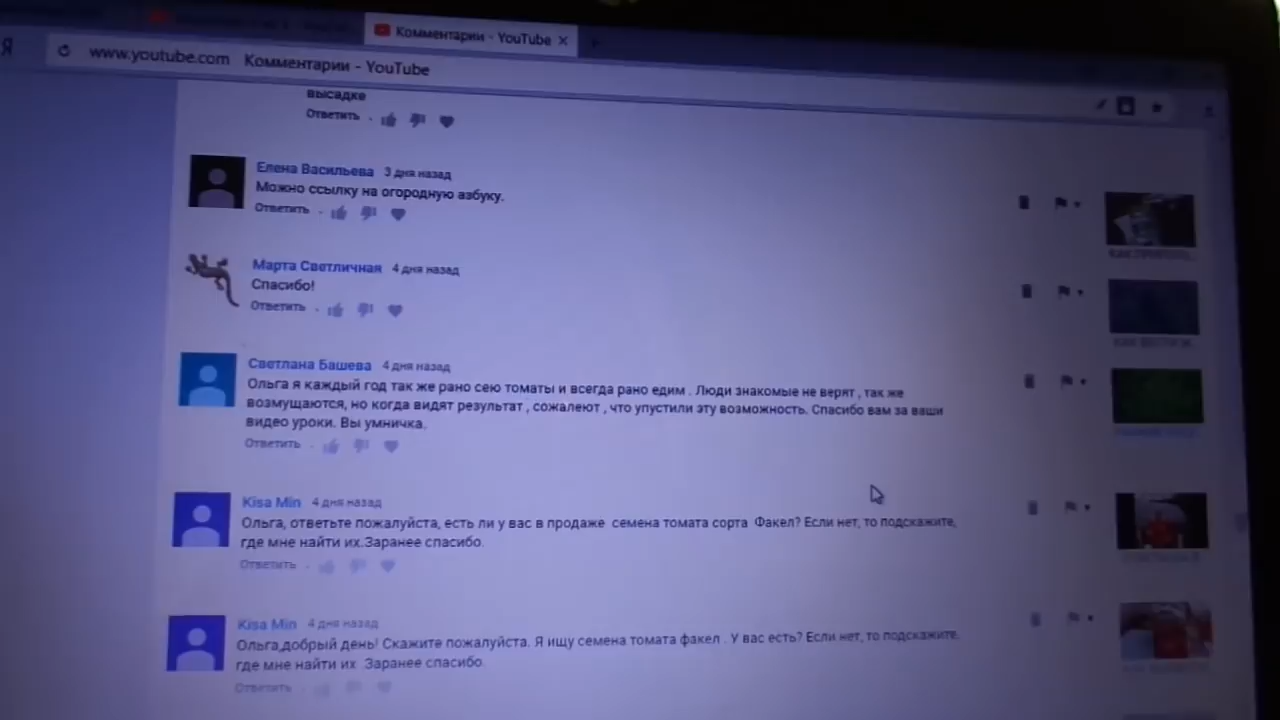 Комментарии - YouTube
Я
www.youtube.com Комментарии - YouTube
высадке
Ответить
Елена Васильева 3 дня назад
Можно ссылку на огородную азбуку.
Ответить
Марта Светличная 4 дня назад
Спасибо!
Ответить
Светлана Башева 4 дня назад
Ольга я каждый год так же рано сею томаты и всегда рано едим . Люди знакомые не верят , так же
возмущаются, но когда видят результат , сожалеют , что упустили эту возможность. Спасибо вам за ваши
видео уроки. Вы умничка.
Ответить
Kisa Min 4 дня назад
Ольга, ответьте пожалуйста, есть ли у вас в продаже семена томата сорта Факел? Если нет, то подскажите,
где мне найти их.Заранее спасибо.
Ответить
Kisa Min 4 дня назад
Ольга,добрый день! Скажите пожалуйста. Я ищу семена томата факел . У вас есть? Если нет, то подскажите,
где мне найти их. Заранее спасибо.
Ответить